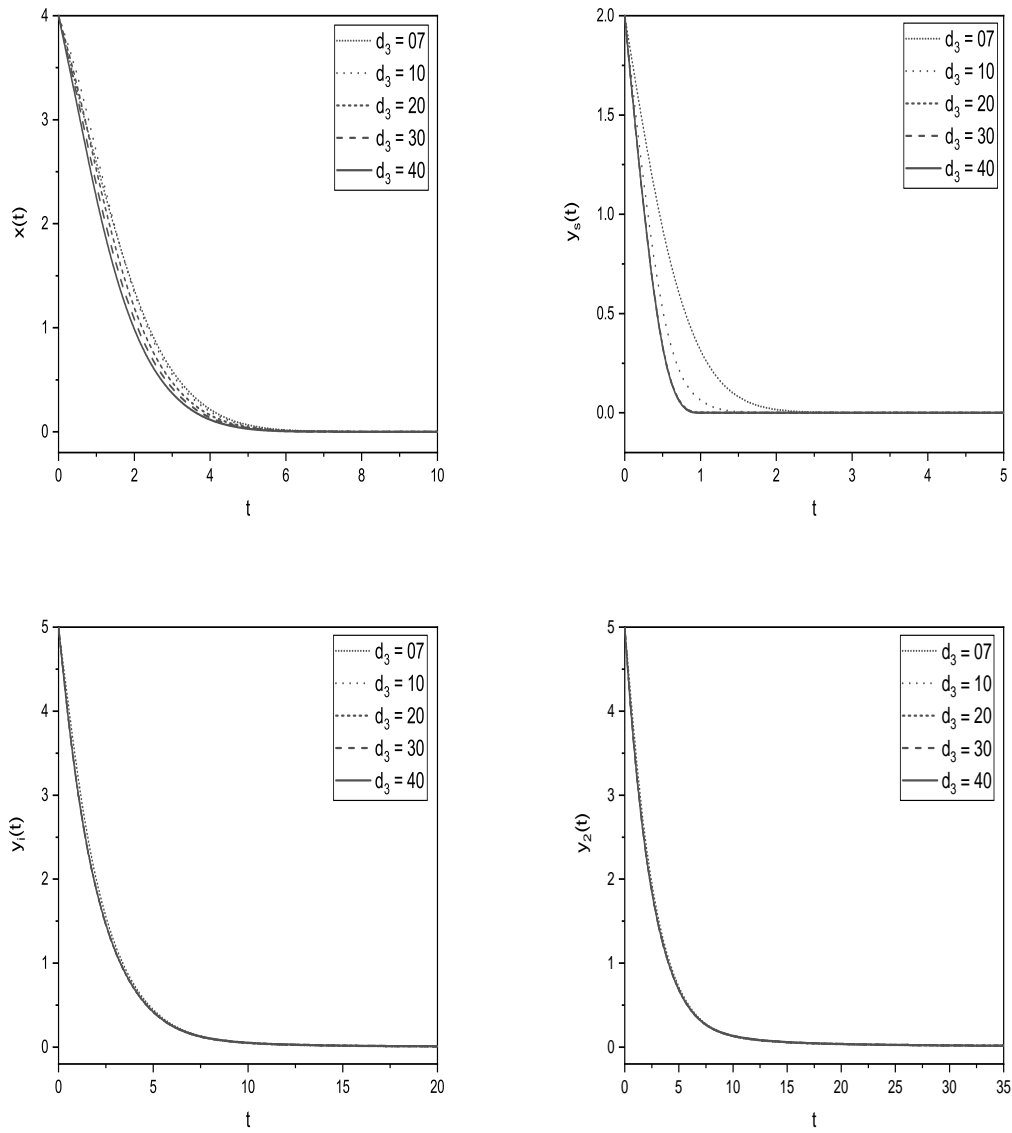 4
3
2
1
0
x(t)
0 2 4 6 8 10
t
d3 = 07
d3 = 10
d3 = 20
d3 = 30
d3 = 40
2.0
1.5
1.0
0.5
0.0
ys(t)
0 1 2 3 4 5
t
d3 = 07
d3 = 10
d3 = 20
d3 = 30
d3 = 40
5
4
3
2
1
0
yi(t)
0 5 10 15 20
t
d3 = 07
d3 = 10
d3 = 20
d3 = 30
d3 = 40
5
4
3
2
1
0
y2(t)
0 5 10 15 20 25 30 35
t
d3 = 07
d3 = 10
d3 = 20
d3 = 30
d3 = 40